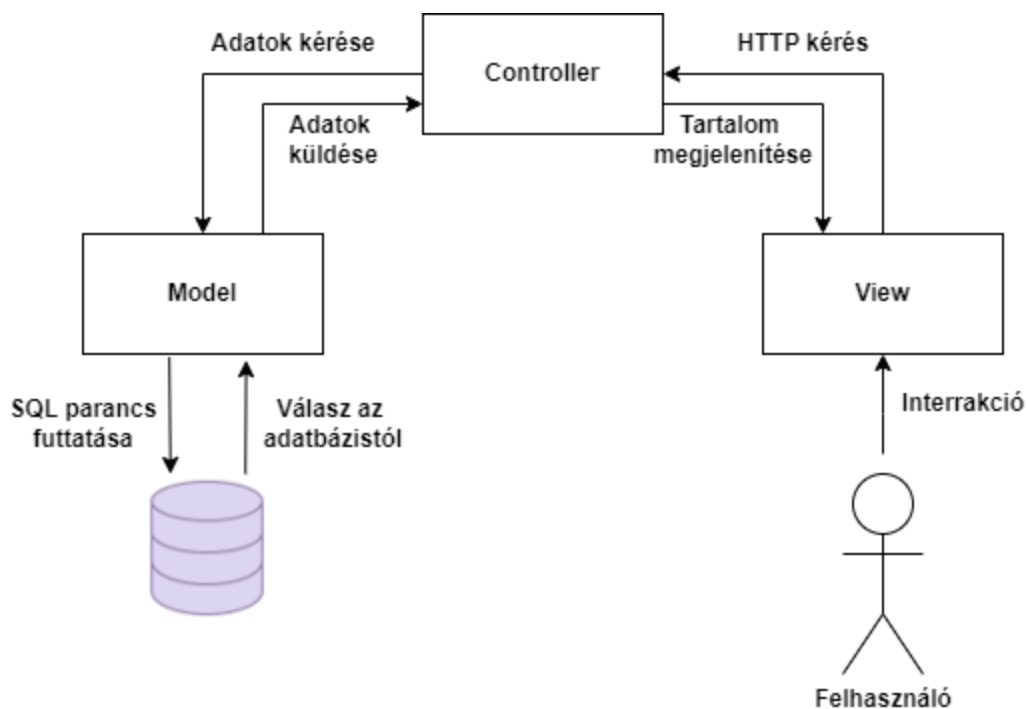 Adatok kérése
Controller
HTTP kérés
Adatok
küldése
Tartalom
megjelenítése
Model
View
SQL parancs
futtatása
Válasz az
adatbázistól
Interrakció
Felhasználó